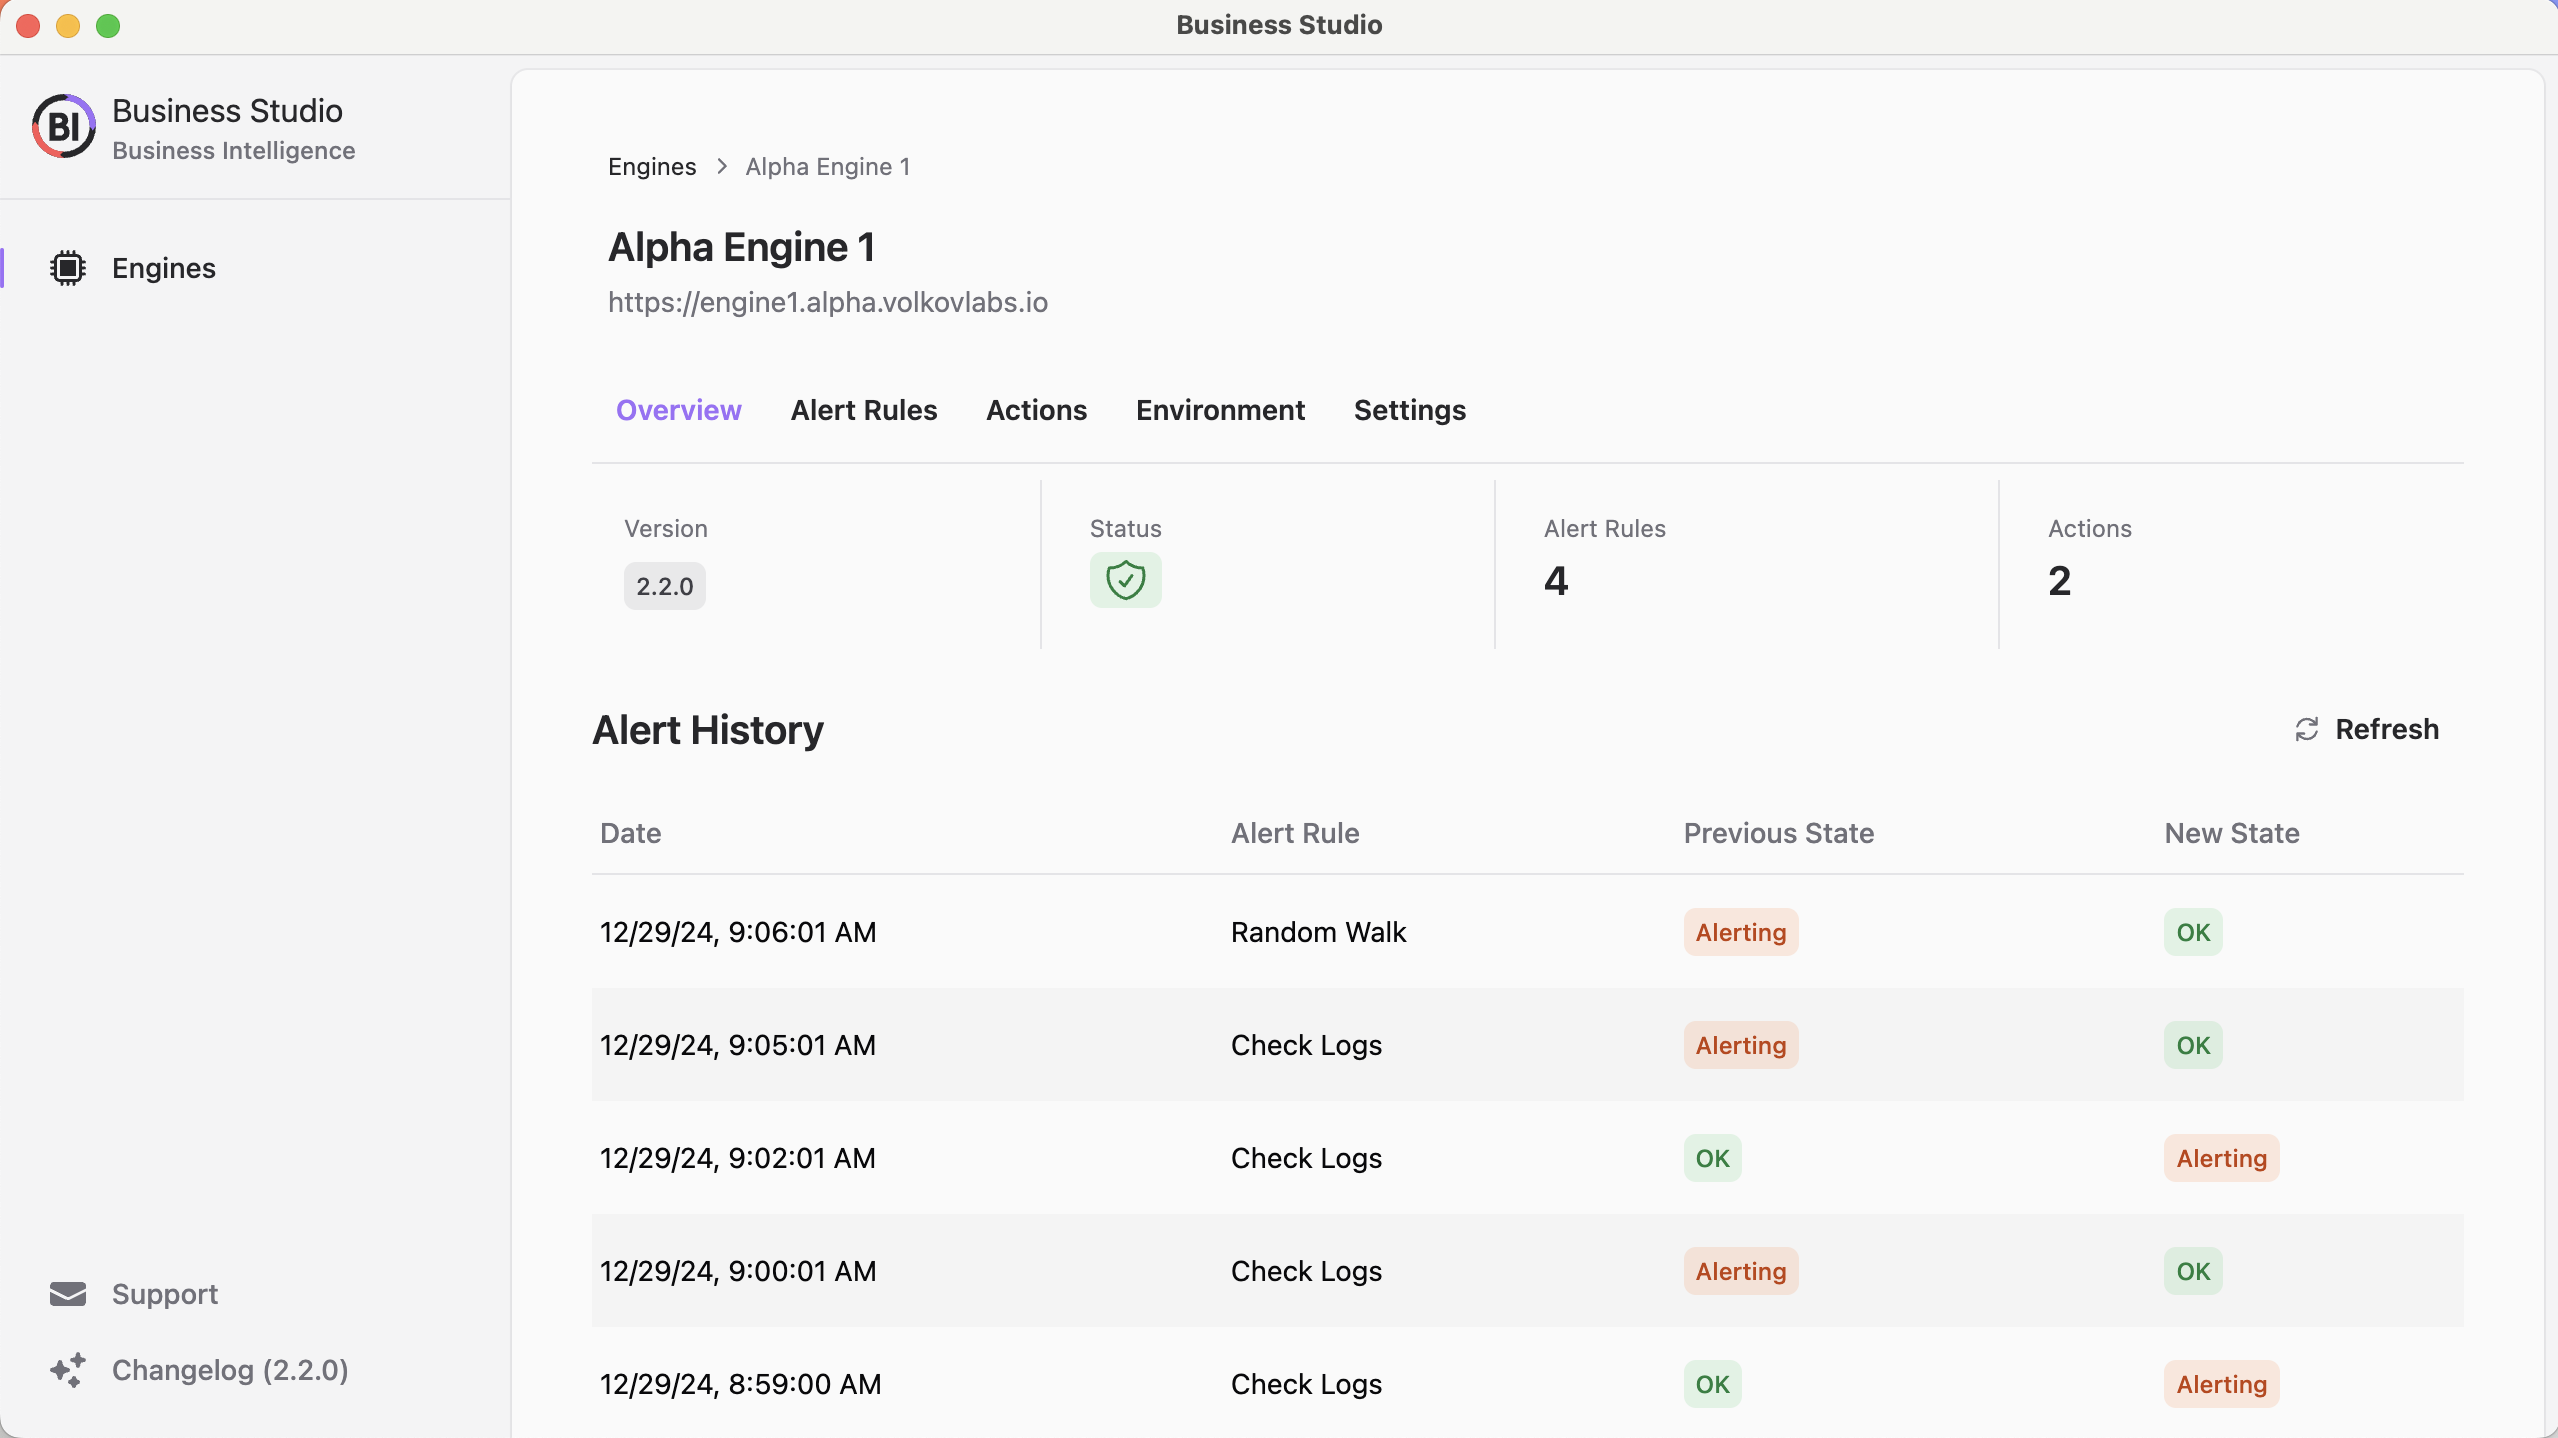 Business Studio
BI
Business Studio
Business Intelligence
Engines
Support
Changelog (2.2.0)
Engines > Alpha Engine 1
Alpha Engine 1
https://engine1.alpha.volkovlabs.io
Overview Alert Rules Actions Environment Settings
Version Status Alert Rules Actions
2.2.0 4 2
Alert History Refresh
Date Alert Rule Previous State New State
12/29/24, 9:06:01 AM Random Walk Alerting OK
12/29/24, 9:05:01 AM Check Logs Alerting OK
12/29/24, 9:02:01 AM Check Logs OK Alerting
12/29/24, 9:00:01 AM Check Logs Alerting OK
12/29/24, 8:59:00 AM Check Logs OK Alerting